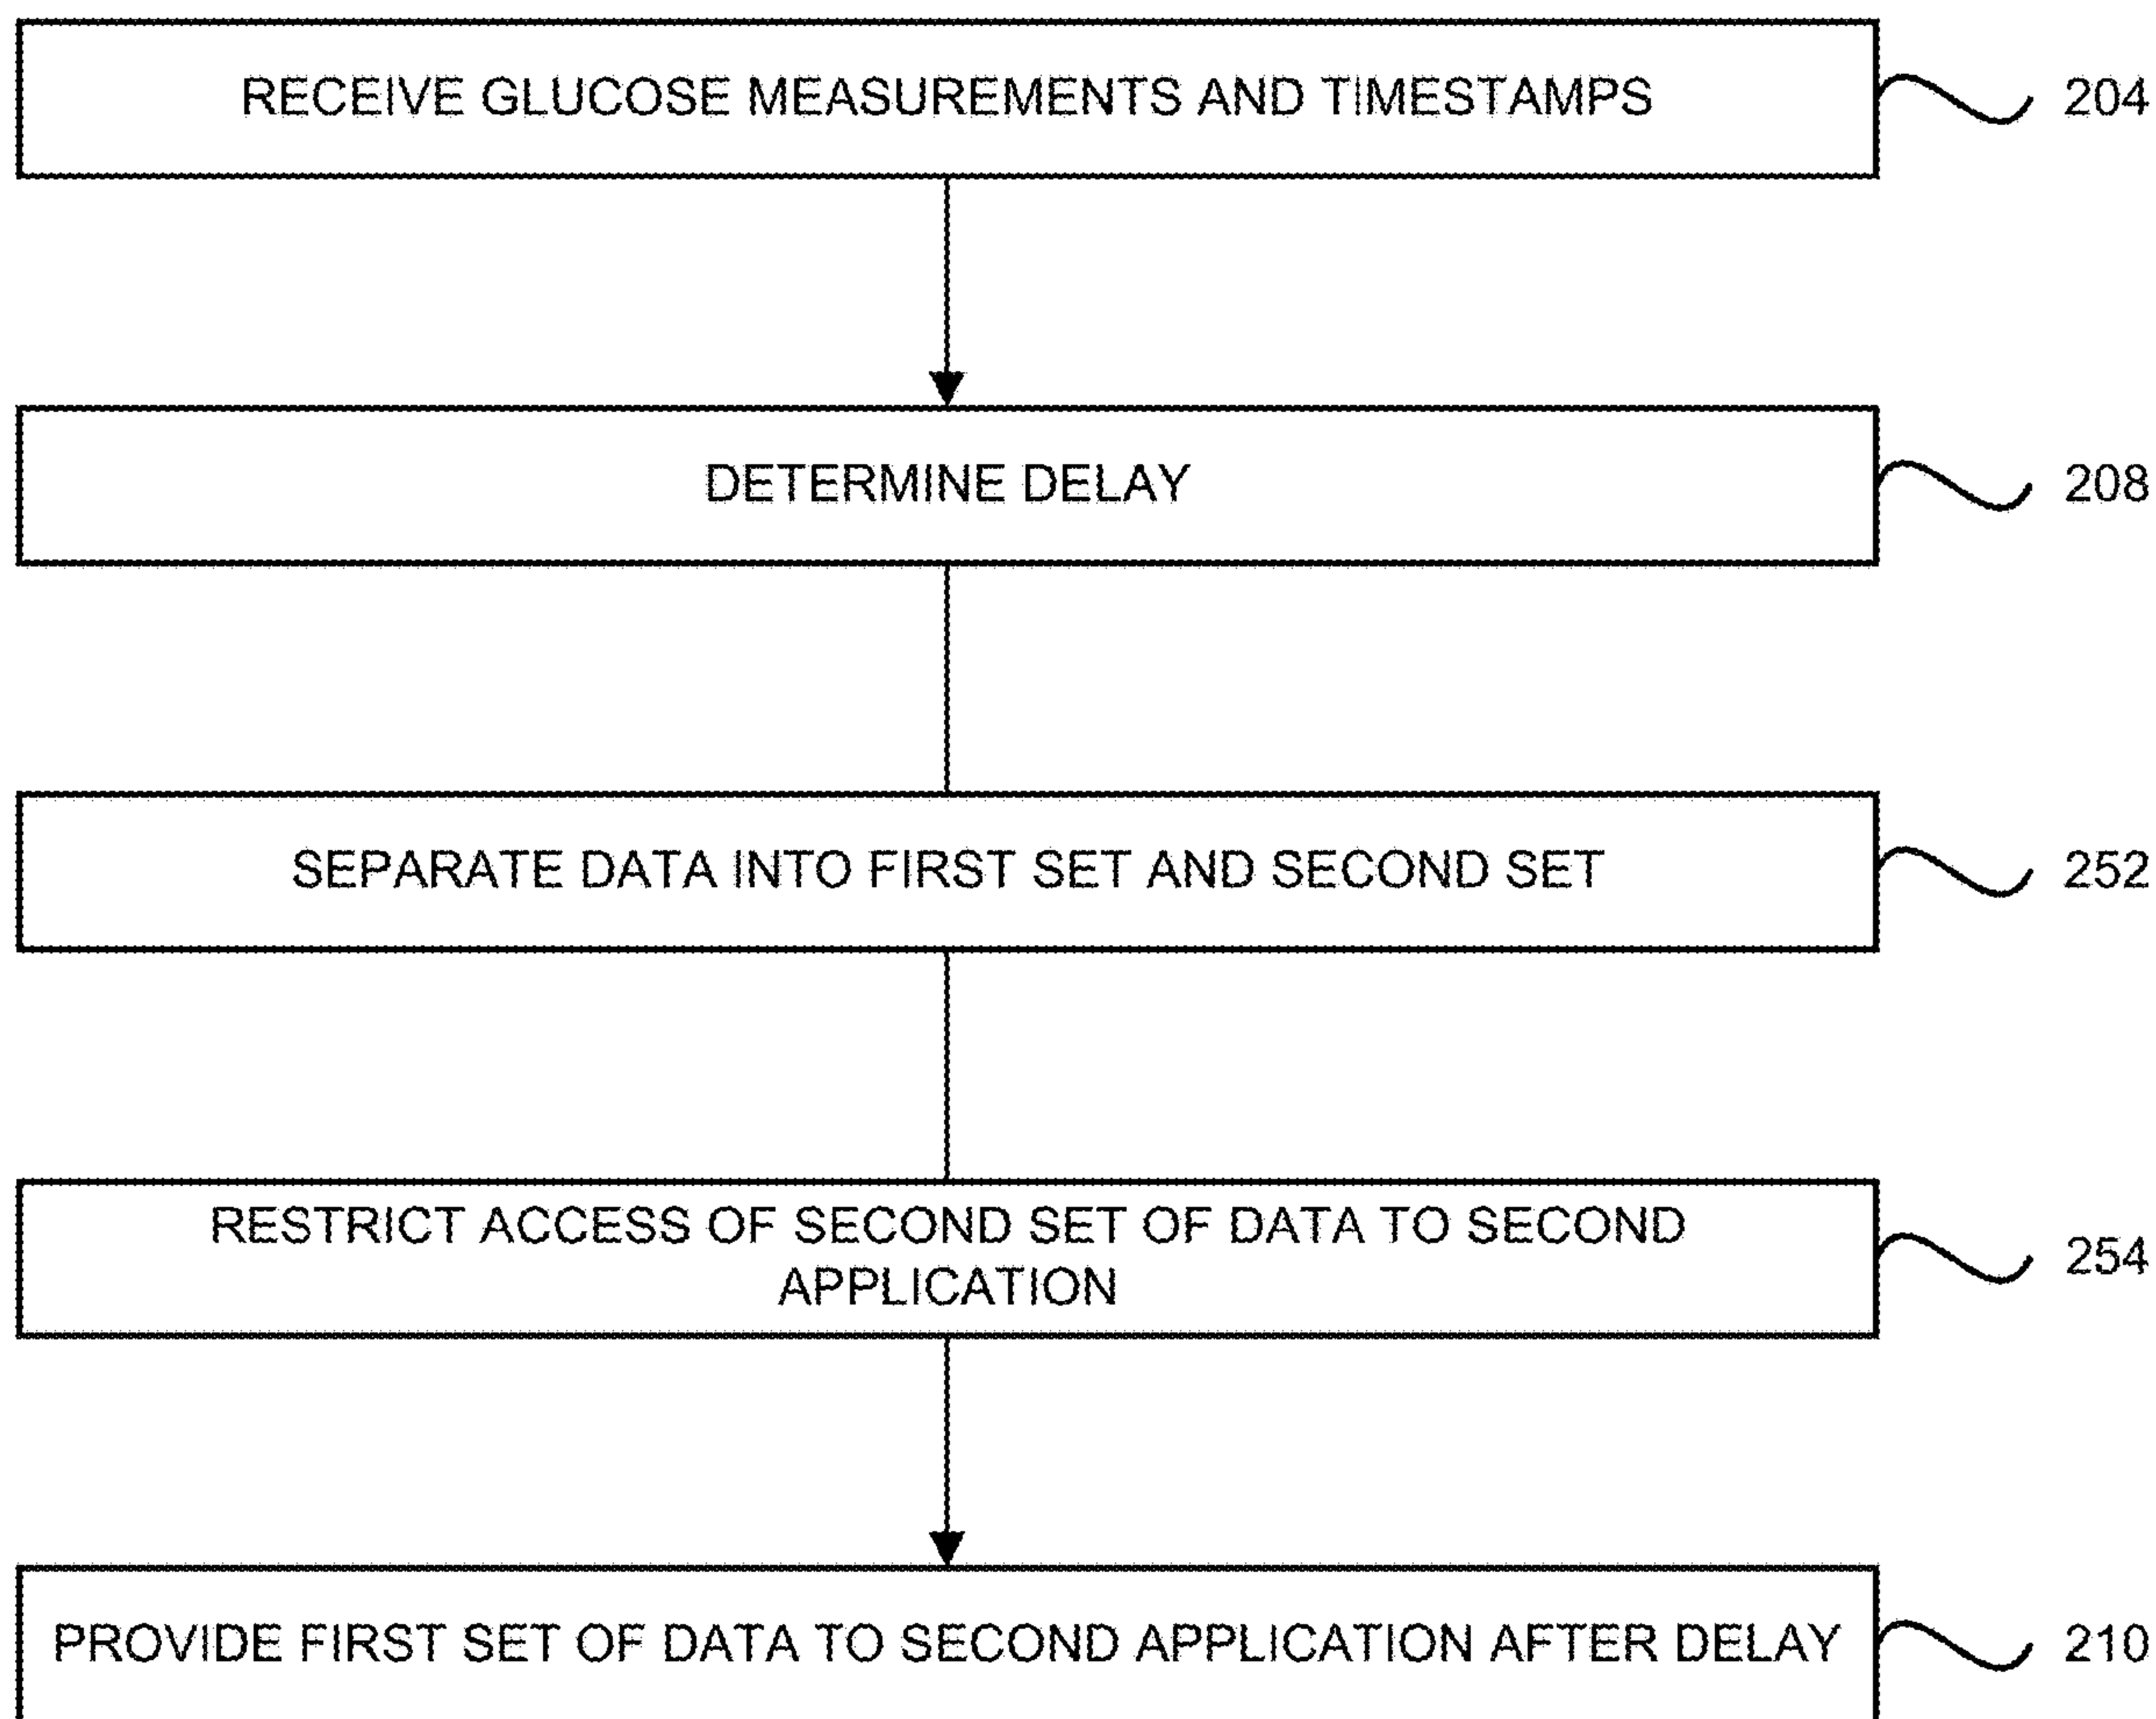 RECEIVE GLUCOSE MEASUREMENTS AND TIMESTAMPS
204
DETERMINE DELAY
208
SEPARATE DATA INTO FIRST SET AND SECOND SET
252
RESTRICT ACCESS OF SECOND SET OF DATA TO SECOND
APPLICATION
254
PROVIDE FIRST SET OF DATA TO SECOND APPLICATION AFTER DELAY
210